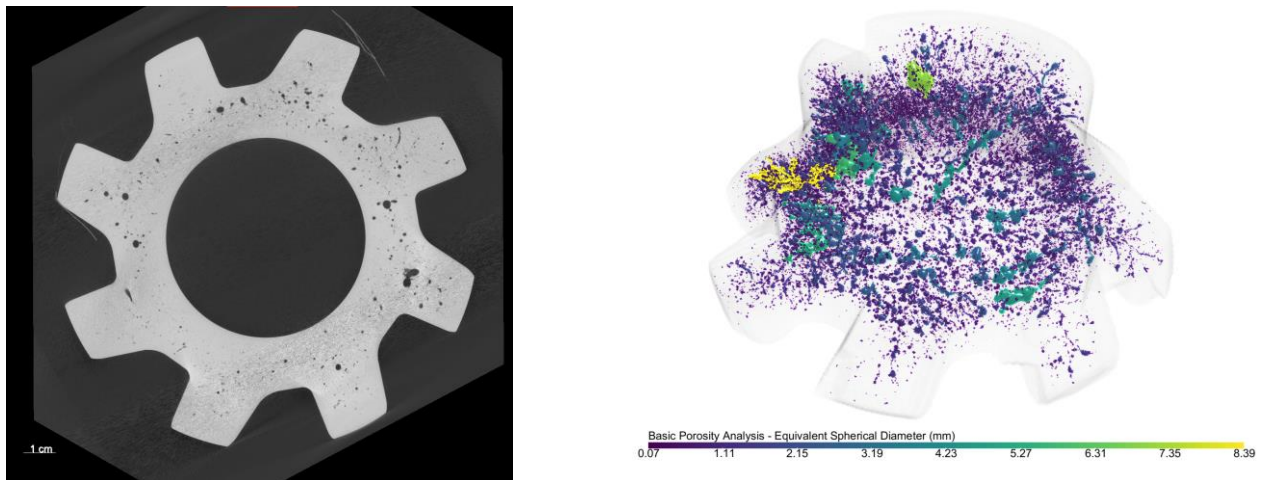 1 cm
Basic Porosity Analysis - Equivalent Spherical Diameter (mm)
0.07 1.11 2.15 3.19 4.23 5.27 6.31 7.35 8.39